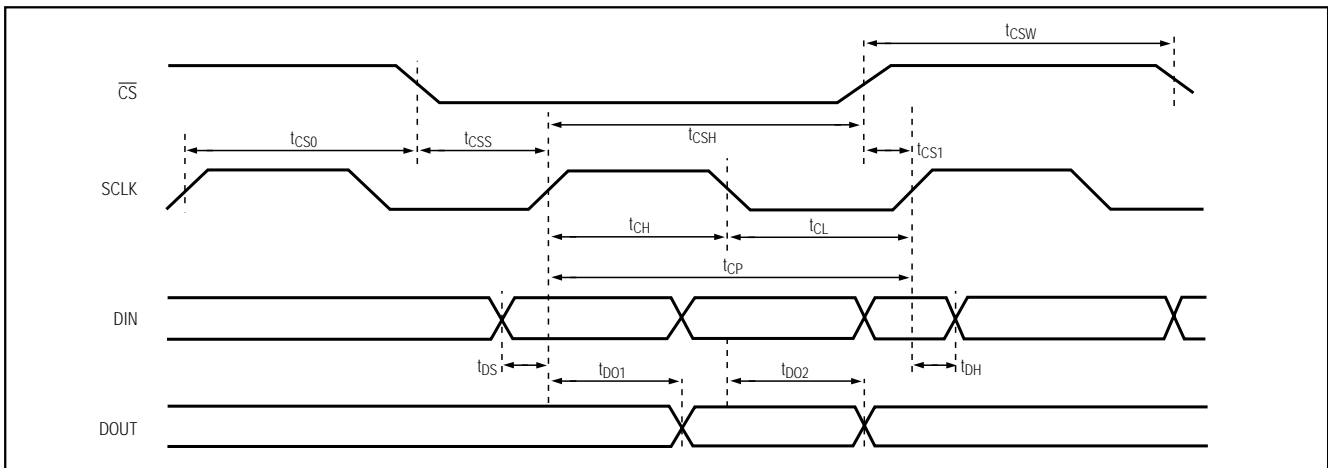 tCSW
CS
tCSH
tCS0
tCSS
tCS1
SCLK
tCH
tCL
tCP
DIN
tDS
tDO1
tDO2
tDH
DOUT